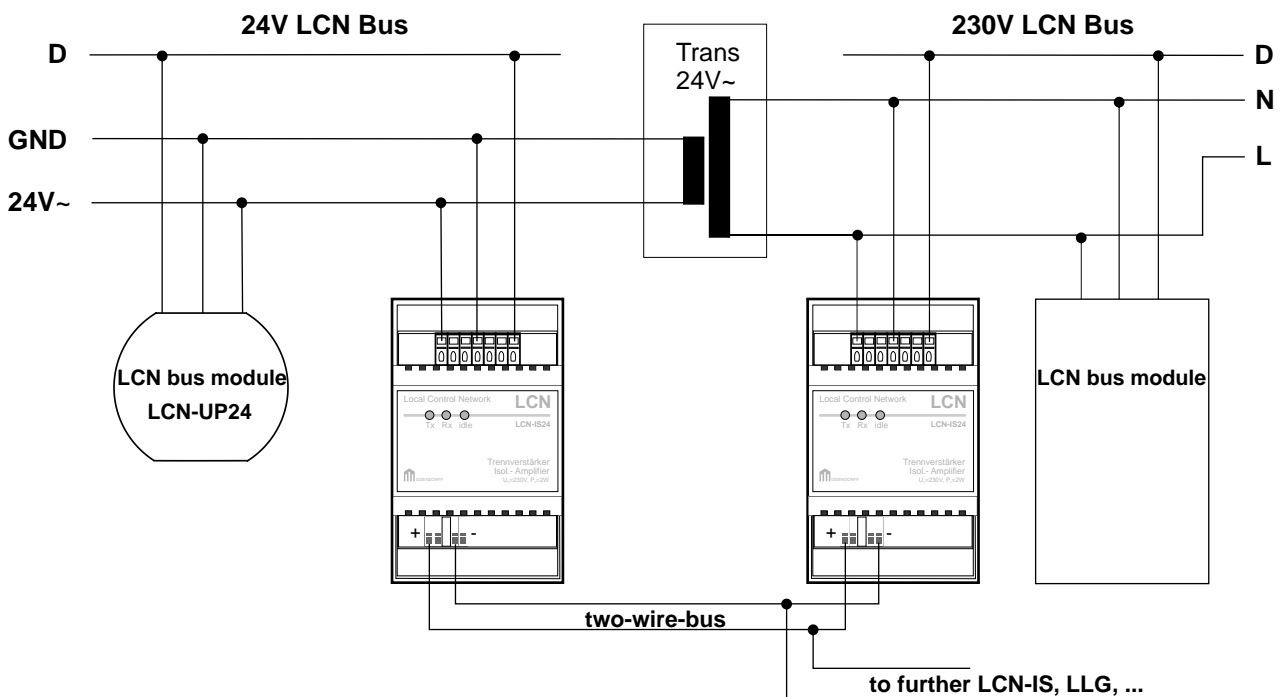 24V LCN Bus
230V LCN Bus
D
GND
24V~
Trans
24V~
D
N
L
LCN bus module
LCN-UP24
Local Control Network
LCN
Tx Rx idle
LCN-IS24
Trennverstärker
Isol.- Amplifier
+ -
Local Control Network
LCN
Tx Rx idle
LCN-IS24
Trennverstärker
Isol.- Amplifier
+ -
LCN bus module
two-wire-bus
to further LCN-IS, LLG, ...